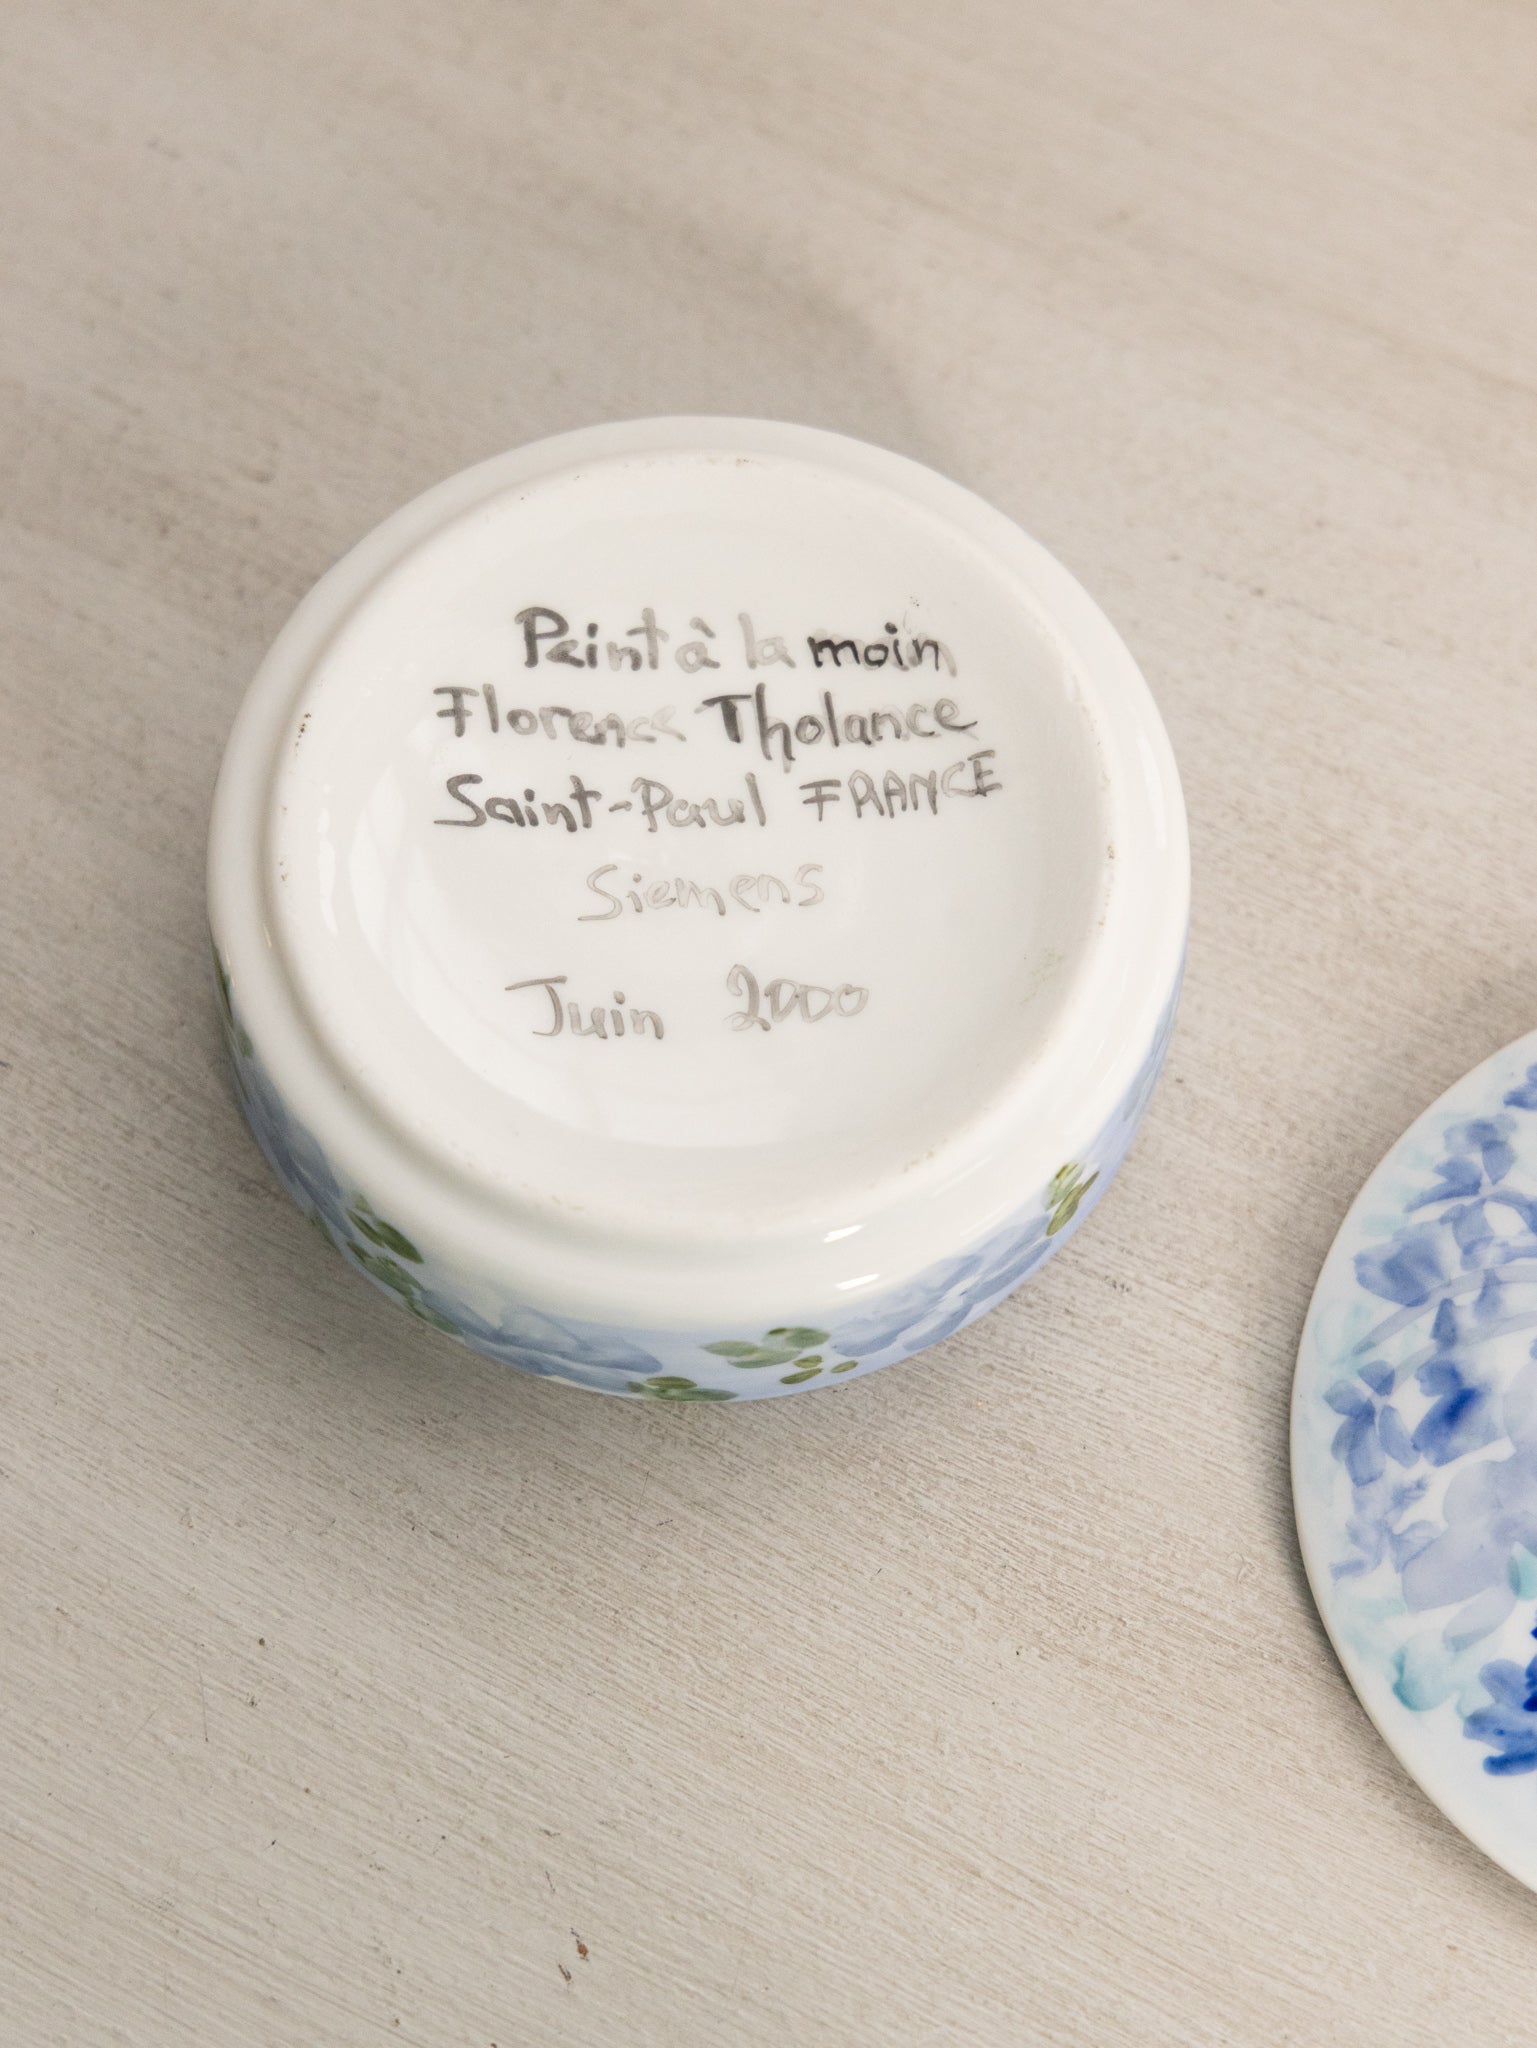 Peint à la moin
Florence Tholance
Saint-Paul FRANCE
Siemens
Juin 2000